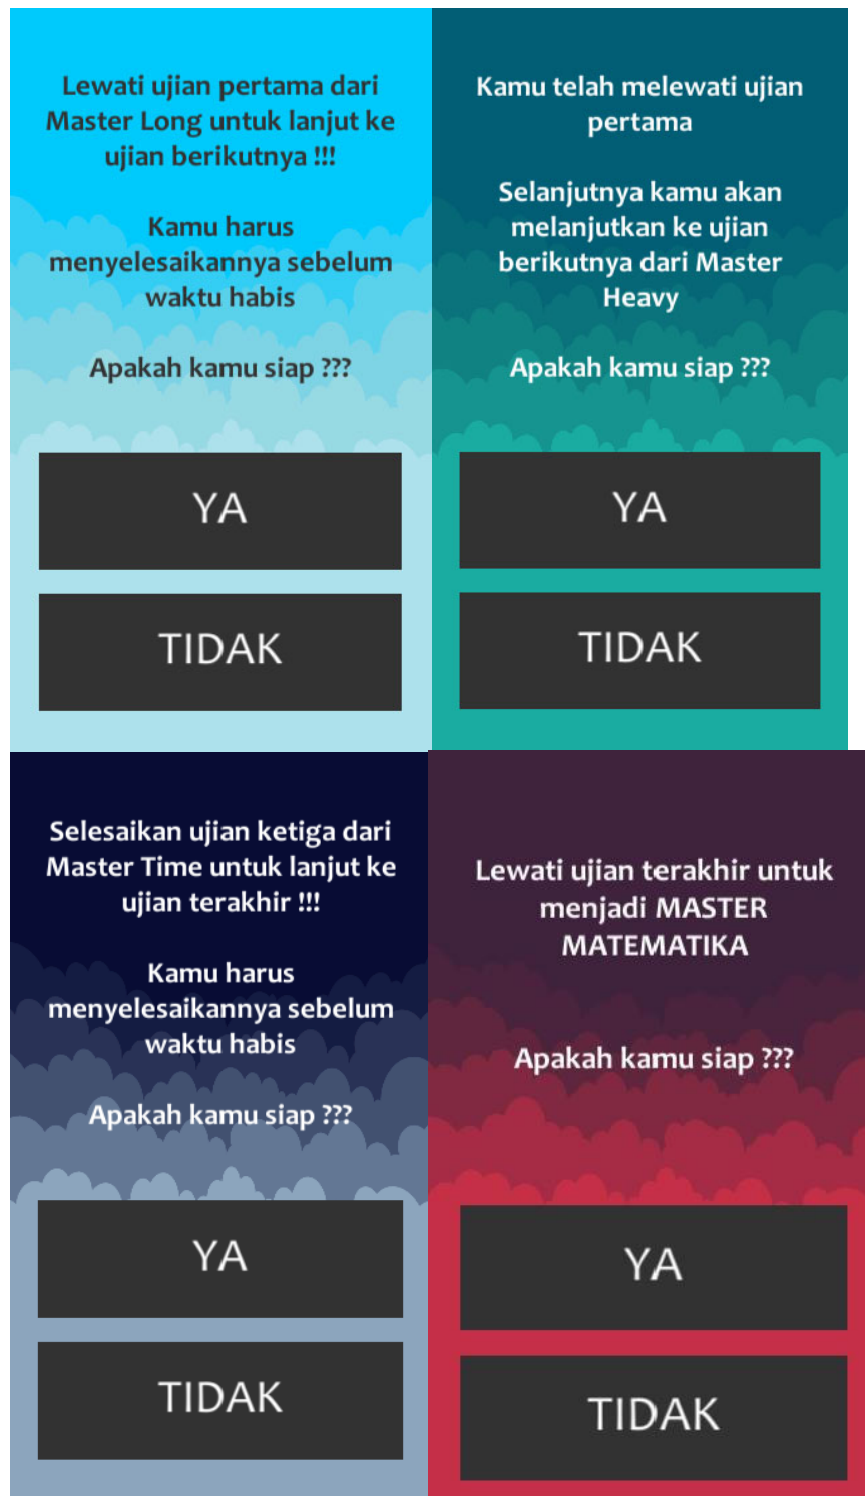 Lewati ujian pertama dari
Master Long untuk lanjut ke
ujian berikutnya !!!
Kamu harus
menyelesaikannya sebelum
waktu habis
Apakah kamu siap ???
YA
TIDAK
Kamu telah melewati ujian
pertama
Selanjutnya kamu akan
melanjutkan ke ujian
berikutnya dari Master
Heavy
Apakah kamu siap ???
YA
TIDAK
Selesaikan ujian ketiga dari
Master Time untuk lanjut ke
ujian terakhir !!!
Kamu harus
menyelesaikannya sebelum
waktu habis
Apakah kamu siap ???
YA
TIDAK
Lewati ujian terakhir untuk
menjadi MASTER
MATEMATIKA
Apakah kamu siap ???
YA
TIDAK